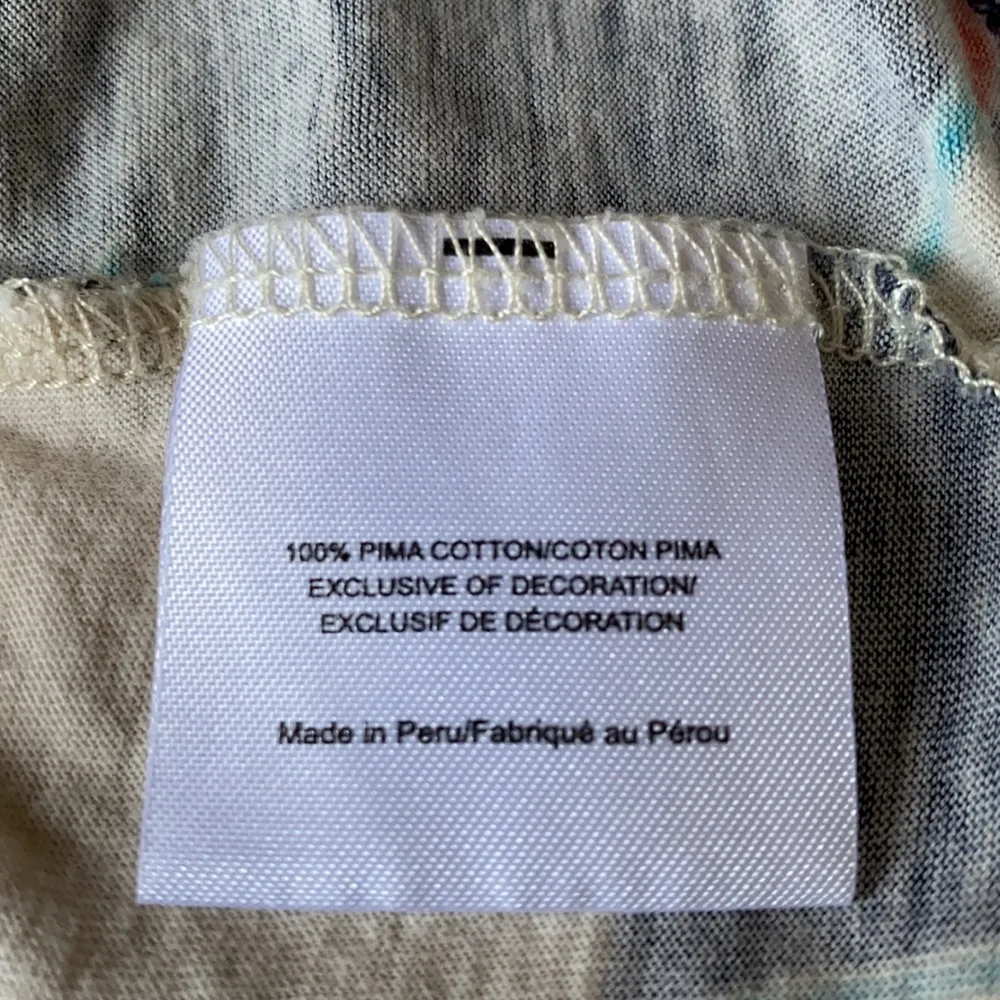 100% PIMA COTTON/COTON PIMA
EXCLUSIVE OF DECORATION/
EXCLUSIF DE DÉCORATION
Made in Peru/Fabriqué au Pérou